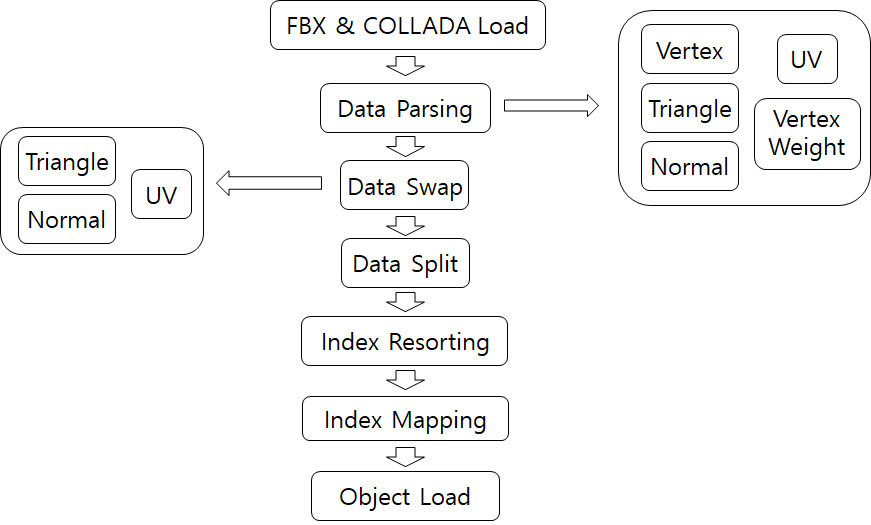 FBX & COLLADA Load
Data Parsing
Vertex
UV
Triangle
Vertex
Weight
Normal
Data Swap
Triangle
UV
Normal
Data Split
Index Resorting
Index Mapping
Object Load